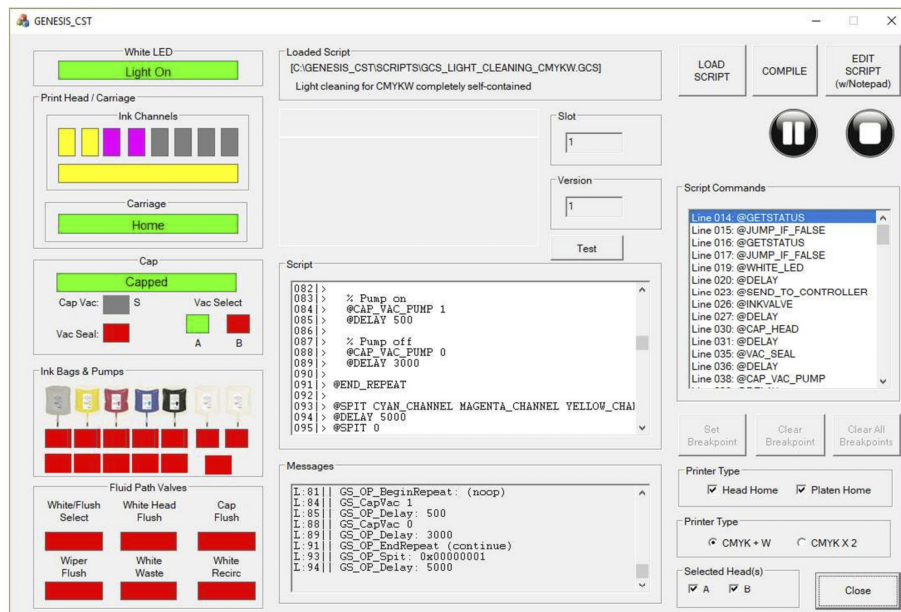 GENESIS_CST
White LED
Light On
Print Head / Carriage
Ink Channels
Carriage
Home
Cap
Capped
Cap Vac:
S
Vac Select
Vac Seal:
A
B
Ink Bags & Pumps
Fluid Path Valves
White/Flush
Select
White Head
Flush
Cap
Flush
Wiper
Flush
White
Waste
White
Recirc
Loaded Script
[C:\GENESIS_CST\SCRIPTS\GCS_LIGHT_CLEANING_CMYKW.GCS]
Light cleaning for CMYKW completely self-contained
Slot
1
Version
1
Test
Script
082|>
083|> % Pump on
084|> @CAP_VAC_PUMP 1
085|> @DELAY 500
086|>
087|> % Pump off
088|> @CAP_VAC_PUMP 0
089|> @DELAY 3000
090|>
091|> @END_REPEAT
092|>
093|> @SPIT CYAN_CHANNEL MAGENTA_CHANNEL YELLOW_CHAI
094|> @DELAY 5000
095|> @SPIT 0
Messages
L:81|| GS_OP_BeginRepeat: (noop)
L:84|| GS_CapVac 1
L:85|| GS_OP_Delay: 500
L:88|| GS_CapVac 0
L:89|| GS_OP_Delay: 3000
L:91|| GS_OP_EndRepeat (continue)
L:93|| GS_OP_Spit: 0x00000001
L:94|| GS_OP_Delay: 5000
LOAD
SCRIPT
COMPILE
EDIT
SCRIPT
(w/Notepad)
Script Commands
Line 014: @GETSTATUS
Line 015: @JUMP_IF_FALSE
Line 016: @GETSTATUS
Line 017: @JUMP_IF_FALSE
Line 019: @WHITE_LED
Line 020: @DELAY
Line 023: @SEND_TO_CONTROLLER
Line 026: @INKVALVE
Line 027: @DELAY
Line 030: @CAP_HEAD
Line 031: @DELAY
Line 035: @VAC_SEAL
Line 036: @DELAY
Line 038: @CAP_VAC_PUMP
Set
Breakpoint
Clear
Breakpoint
Clear All
Breakpoints
Printer Type
Head Home
Platen Home
Printer Type
CMYK + W
CMYK X 2
Selected Head(s)
A
B
Close